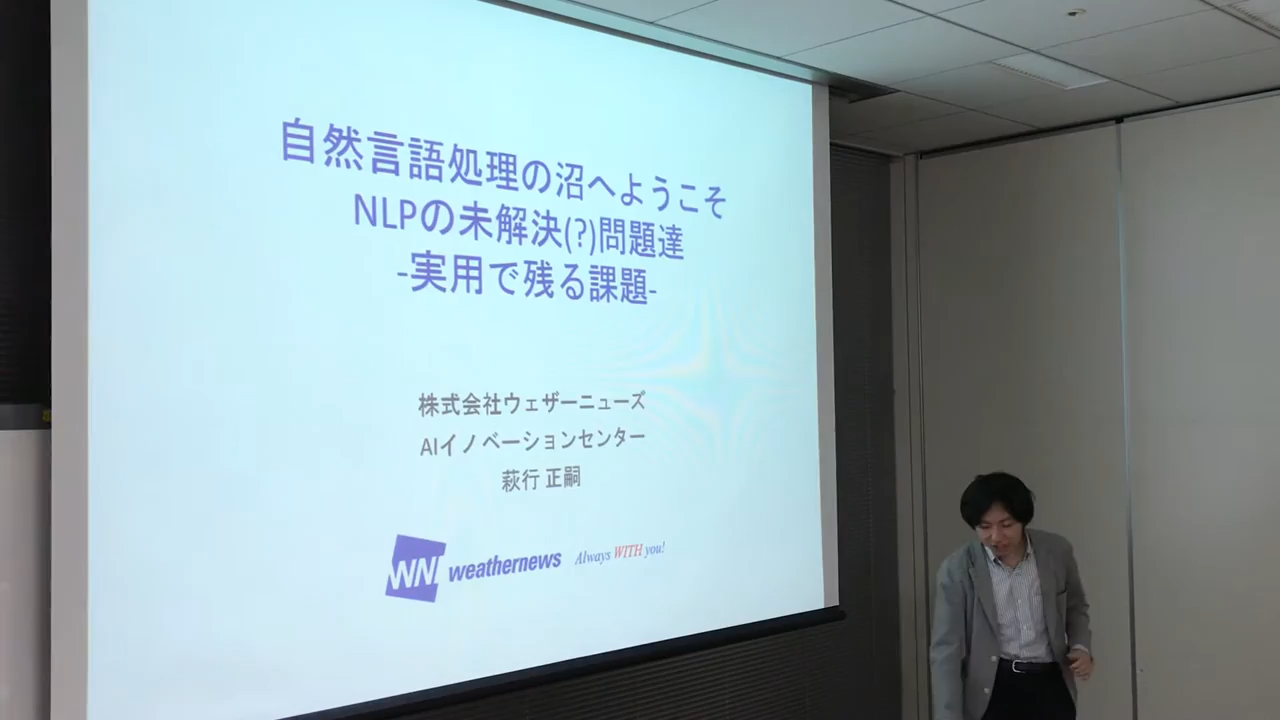 自然言語処理の沼へようこそ
NLPの未解決(?)問題達
-実用で残る課題-
株式会社ウェザーニューズ
AIイノベーションセンター
萩行 正嗣
WNI weathernews Always WITH you!